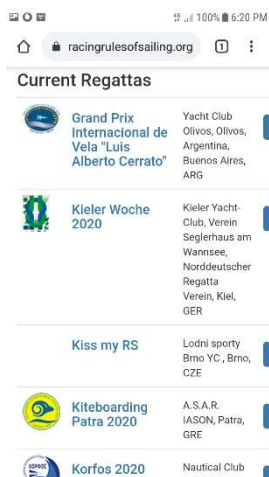 100% 6:20 PM
racingrulesofsailing.org 1
Current Regattas
Grand Prix
Internacional de
Vela "Luis
Alberto Cerrato"
Yacht Club
Olivos, Olivos,
Argentina,
Buenos Aires,
ARG
Kieler Woche
2020
Kieler Yacht-
Club, Verein
Seglerhaus am
Wannsee,
Norddeutscher
Regatta
Verein, Kiel,
GER
Kiss my RS
Lodni sporty
Brno YC , Brno,
CZE
Kiteboarding
Patra 2020
A.S.A.R.
IASON, Patra,
GRE
Korfos 2020
Nautical Club